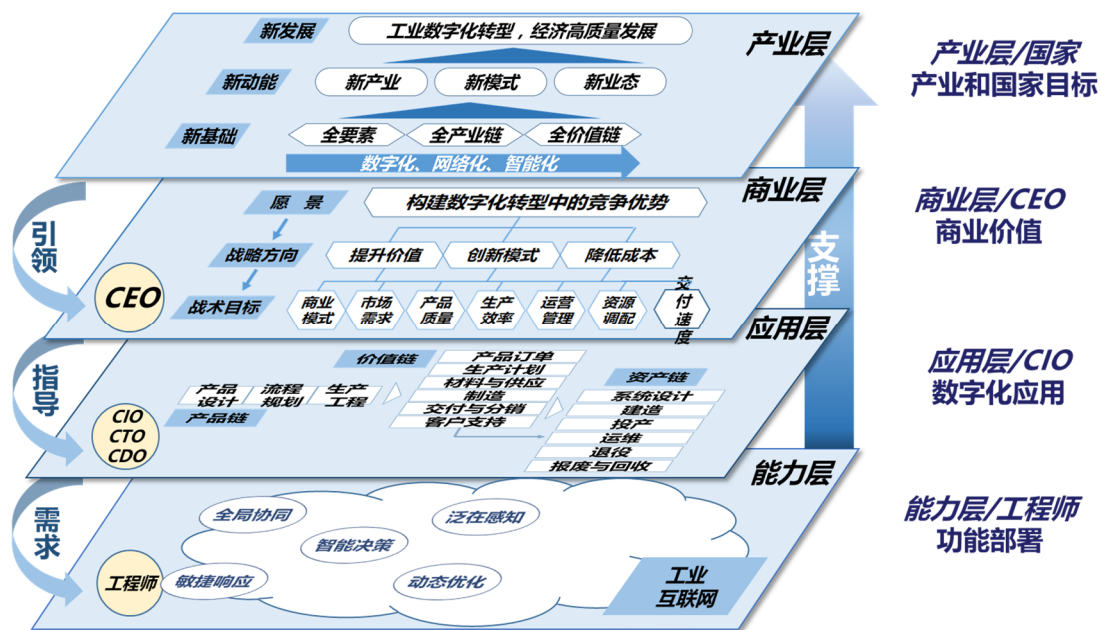 新发展
工业数字化转型，经济高质量发展
产业层
新动能
新产业
新模式
新业态
新基础
全要素
全产业链
全价值链
数字化、网络化、智能化
产业层/国家
产业和国家目标
引领
愿 景
构建数字化转型中的竞争优势
商业层
战略方向
提升价值
创新模式
降低成本
CEO
战术目标
商业
模式
市场
需求
产品
质量
生产
效率
运营
管理
资源
调配
交付速度
支撑
商业层/CEO
商业价值
指导
CIO
CTO
CDO
应用层
价值链
产品
设计
流程
规划
生产
工程
产品链
产品订单
生产计划
材料与供应
制造
交付与分销
客户支持
资产链
系统设计
建造
投产
运维
退役
报废与回收
应用层/CIO
数字化应用
需求
工程师
能力层
全局协同
泛在感知
智能决策
敏捷响应
动态优化
工业
互联网
能力层/工程师
功能部署